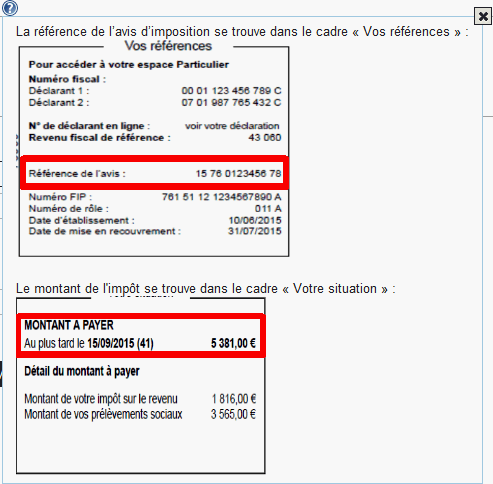 La référence de l'avis d'imposition se trouve dans le cadre « Vos références » :
Vos références
Pour accéder à votre espace Particulier
Numéro fiscal :
Déclarant 1 : 00 01 123 456 789 C
Déclarant 2 : 07 01 987 765 432 C
N° de déclarant en ligne : voir votre déclaration
Revenu fiscal de référence : 43 060
Référence de l'avis : 15 76 0123456 78
Numéro FIP : 761 51 12 1234567890 A
Numéro de rôle : 011 A
Date d'établissement : 10/06/2015
Date de mise en recouvrement : 31/07/2015
Le montant de l'impôt se trouve dans le cadre « Votre situation » :
MONTANT A PAYER
Au plus tard le 15/09/2015 (41) 5 381,00 €
Détail du montant à payer
Montant de votre impôt sur le revenu 1 816,00 €
Montant de vos prélèvements sociaux 3 565,00 €